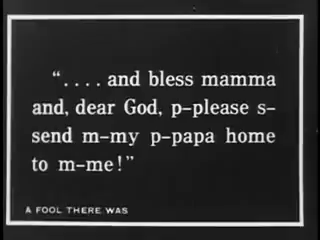 ". . . . and bless mamma
and, dear God, p-please s-
send m-my p-papa home
to m-me!"
A FOOL THERE WAS